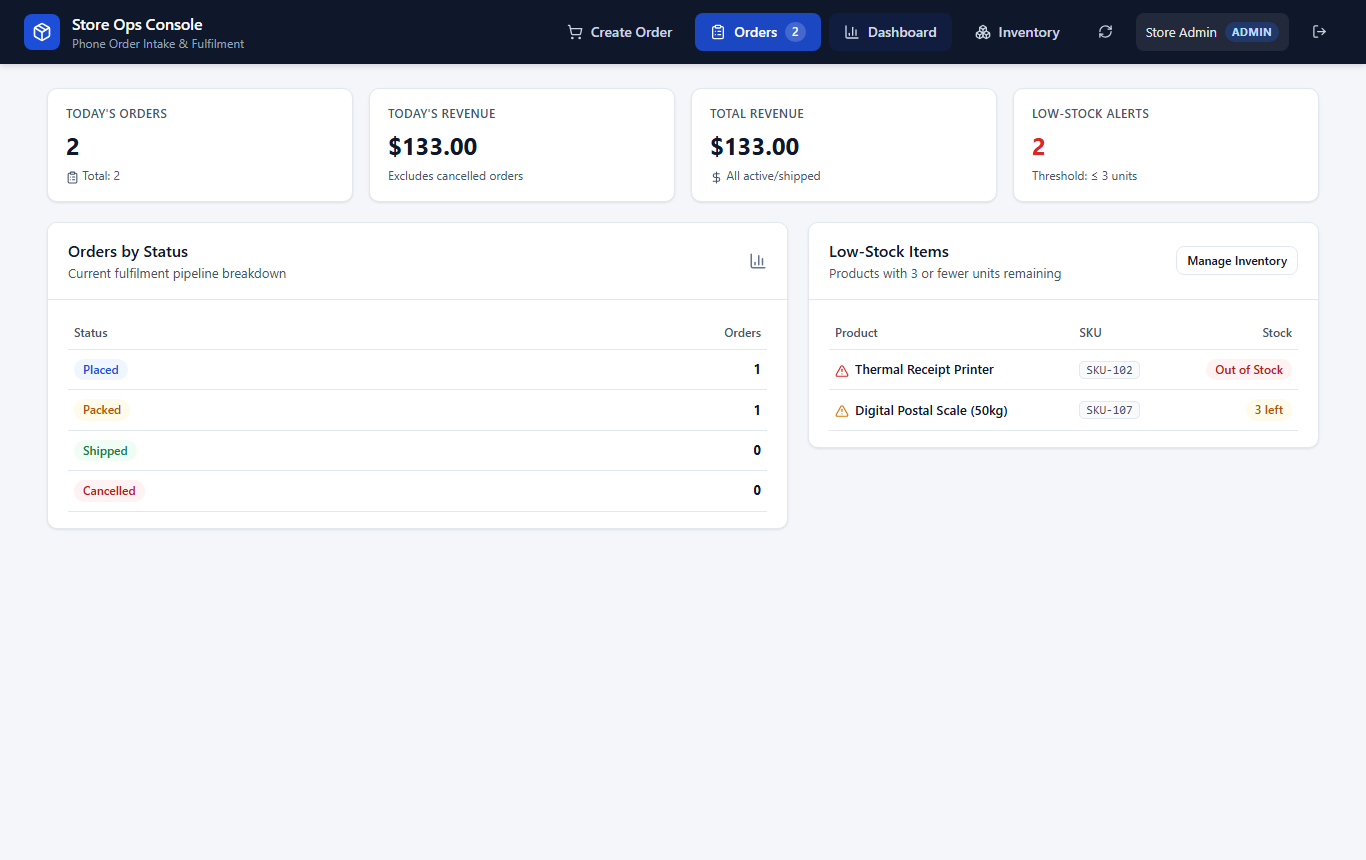 Store Ops Console
Phone Order Intake & Fulfilment
Create Order
Orders 2
Dashboard
Inventory
Store Admin ADMIN
TODAY'S ORDERS
2
Total: 2
TODAY'S REVENUE
$133.00
Excludes cancelled orders
TOTAL REVENUE
$133.00
All active/shipped
LOW-STOCK ALERTS
2
Threshold: ≤ 3 units
Orders by Status
Current fulfilment pipeline breakdown
Status Orders
Placed 1
Packed 1
Shipped 0
Cancelled 0
Low-Stock Items
Products with 3 or fewer units remaining
Manage Inventory
Product SKU Stock
Thermal Receipt Printer SKU-102 Out of Stock
Digital Postal Scale (50kg) SKU-107 3 left